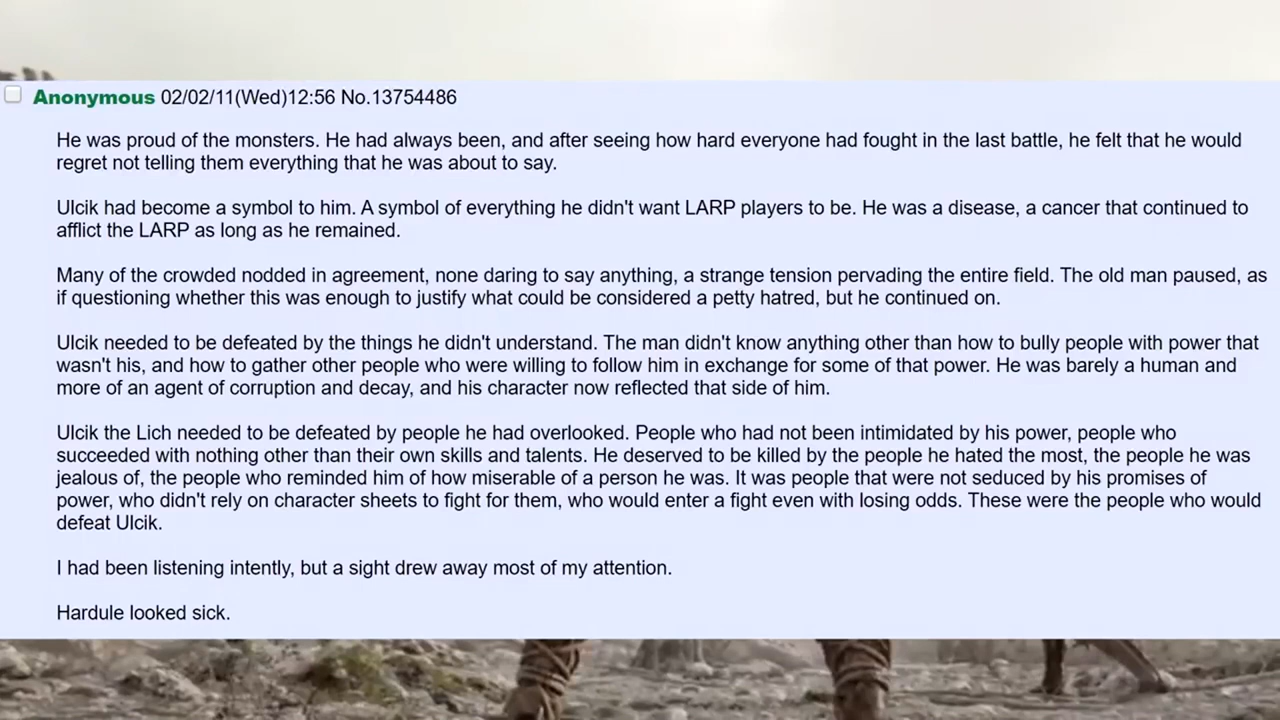 Anonymous 02/02/11(Wed)12:56 No.13754486
He was proud of the monsters. He had always been, and after seeing how hard everyone had fought in the last battle, he felt that he would
regret not telling them everything that he was about to say.
Ulcik had become a symbol to him. A symbol of everything he didn't want LARP players to be. He was a disease, a cancer that continued to
afflict the LARP as long as he remained.
Many of the crowded nodded in agreement, none daring to say anything, a strange tension pervading the entire field. The old man paused, as
if questioning whether this was enough to justify what could be considered a petty hatred, but he continued on.
Ulcik needed to be defeated by the things he didn't understand. The man didn't know anything other than how to bully people with power that
wasn't his, and how to gather other people who were willing to follow him in exchange for some of that power. He was barely a human and
more of an agent of corruption and decay, and his character now reflected that side of him.
Ulcik the Lich needed to be defeated by people he had overlooked. People who had not been intimidated by his power, people who
succeeded with nothing other than their own skills and talents. He deserved to be killed by the people he hated the most, the people he was
jealous of, the people who reminded him of how miserable of a person he was. It was people that were not seduced by his promises of
power, who didn't rely on character sheets to fight for them, who would enter a fight even with losing odds. These were the people who would
defeat Ulcik.
I had been listening intently, but a sight drew away most of my attention.
Hardule looked sick.